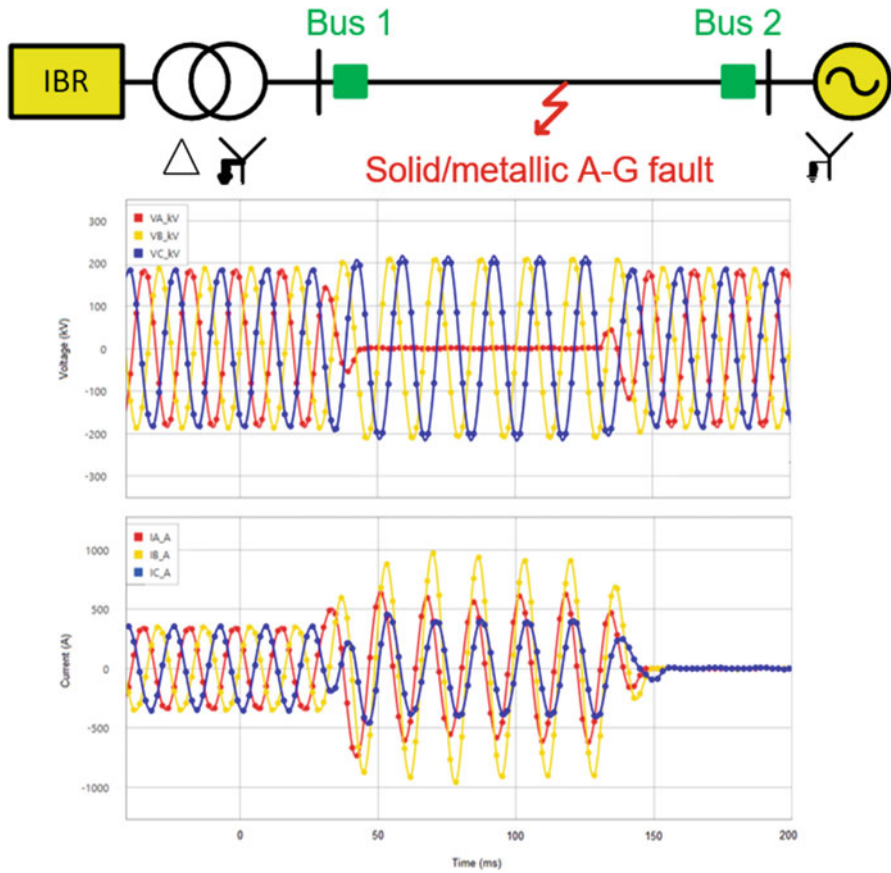 Bus 1
Bus 2
IBR
Solid/metallic A-G fault
VA_kV
VB_kV
VC_kV
300
200
100
0
-100
-200
-300
Voltage (kV)
IA_A
IB_A
IC_A
1000
500
0
-500
-1000
Current (A)
0
50
100
150
200
Time (ms)